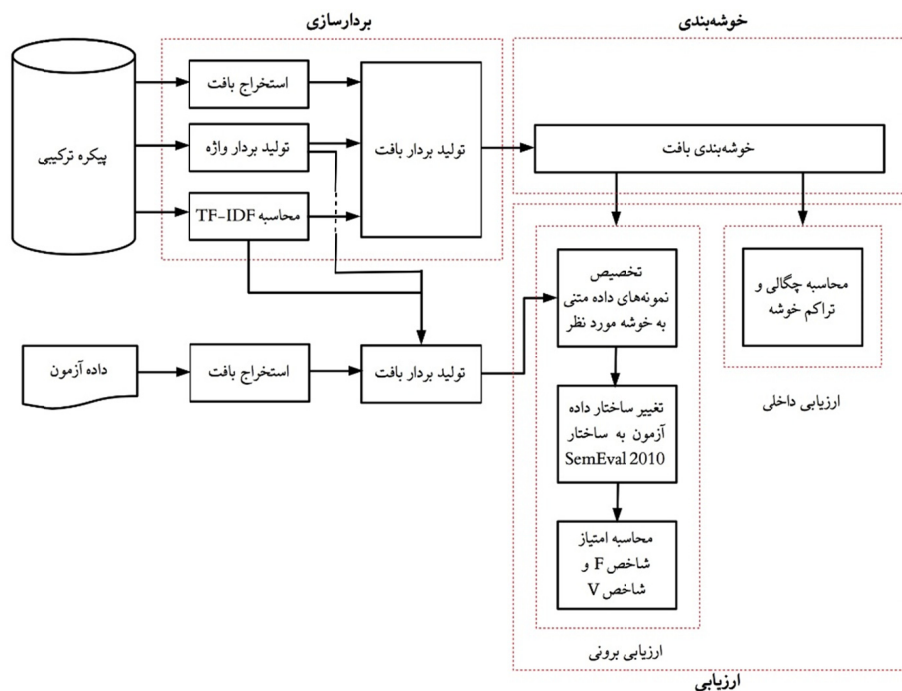 بردارسازی
خوشه‌بندی
پیکره ترکیبی
استخراج بافت
تولید بردار واژه
محاسبه TF-IDF
تولید بردار بافت
خوشه‌بندی بافت
داده آزمون
استخراج بافت
تولید بردار بافت
تخصیص
نمونه‌های داده متنی
به خوشه مورد نظر
تغییر ساختار داده
آزمون به ساختار
SemEval 2010
محاسبه امتیاز
شاخص F و
شاخص V
ارزیابی برونی
محاسبه چگالی و
تراکم خوشه
ارزیابی داخلی
ارزیابی